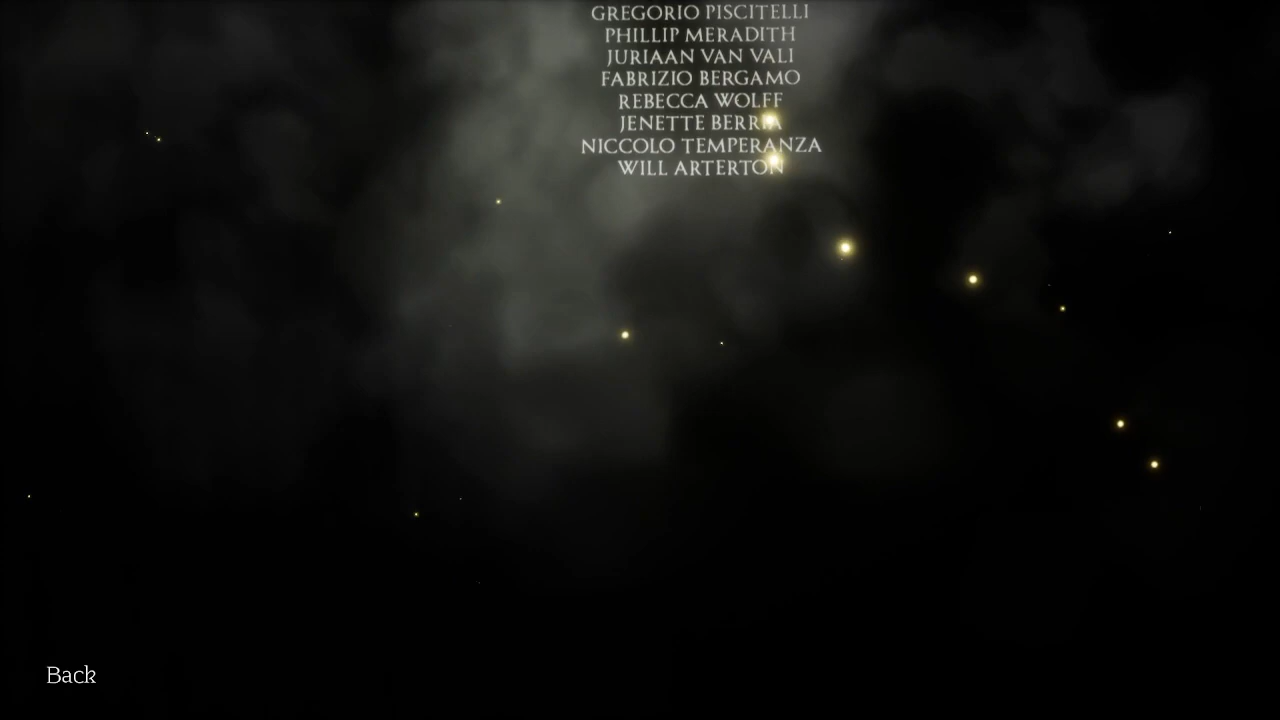 GREGORIO PISCITELLI
PHILLIP MERADITH
JURIAAN VAN VALI
FABRIZIO BERGAMO
REBECCA WOLFF
JENETTE BERRIA
NICCOLO TEMPERANZA
WILL ARTERTON
Back